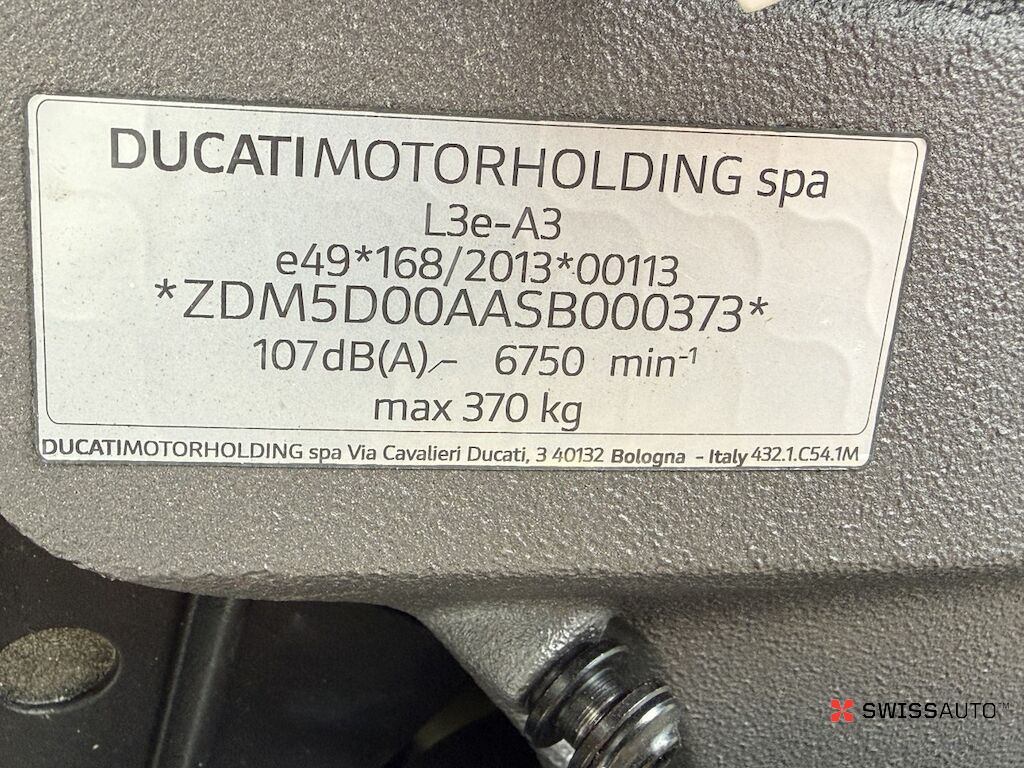 DUCATIMOTORHOLDING spa
L3e-A3
e49*168/2013*00113
*ZDM5D00AASB000373*
107dB(A)- 6750 min-1
max 370 kg
DUCATIMOTORHOLDING spa Via Cavalieri Ducati, 3 40132 Bologna - Italy 432.1.C54.1M
SWISSAUTO™